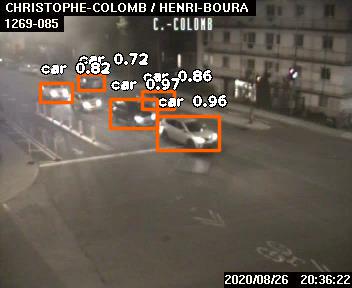 CHRISTOPHE-COLOMB / HENRI-BOURA
1269-085
C.-COLOMB
car 0.72
car 0.82
car 0.86
car 0.97
car 0.96
2020/08/26 20:36:22